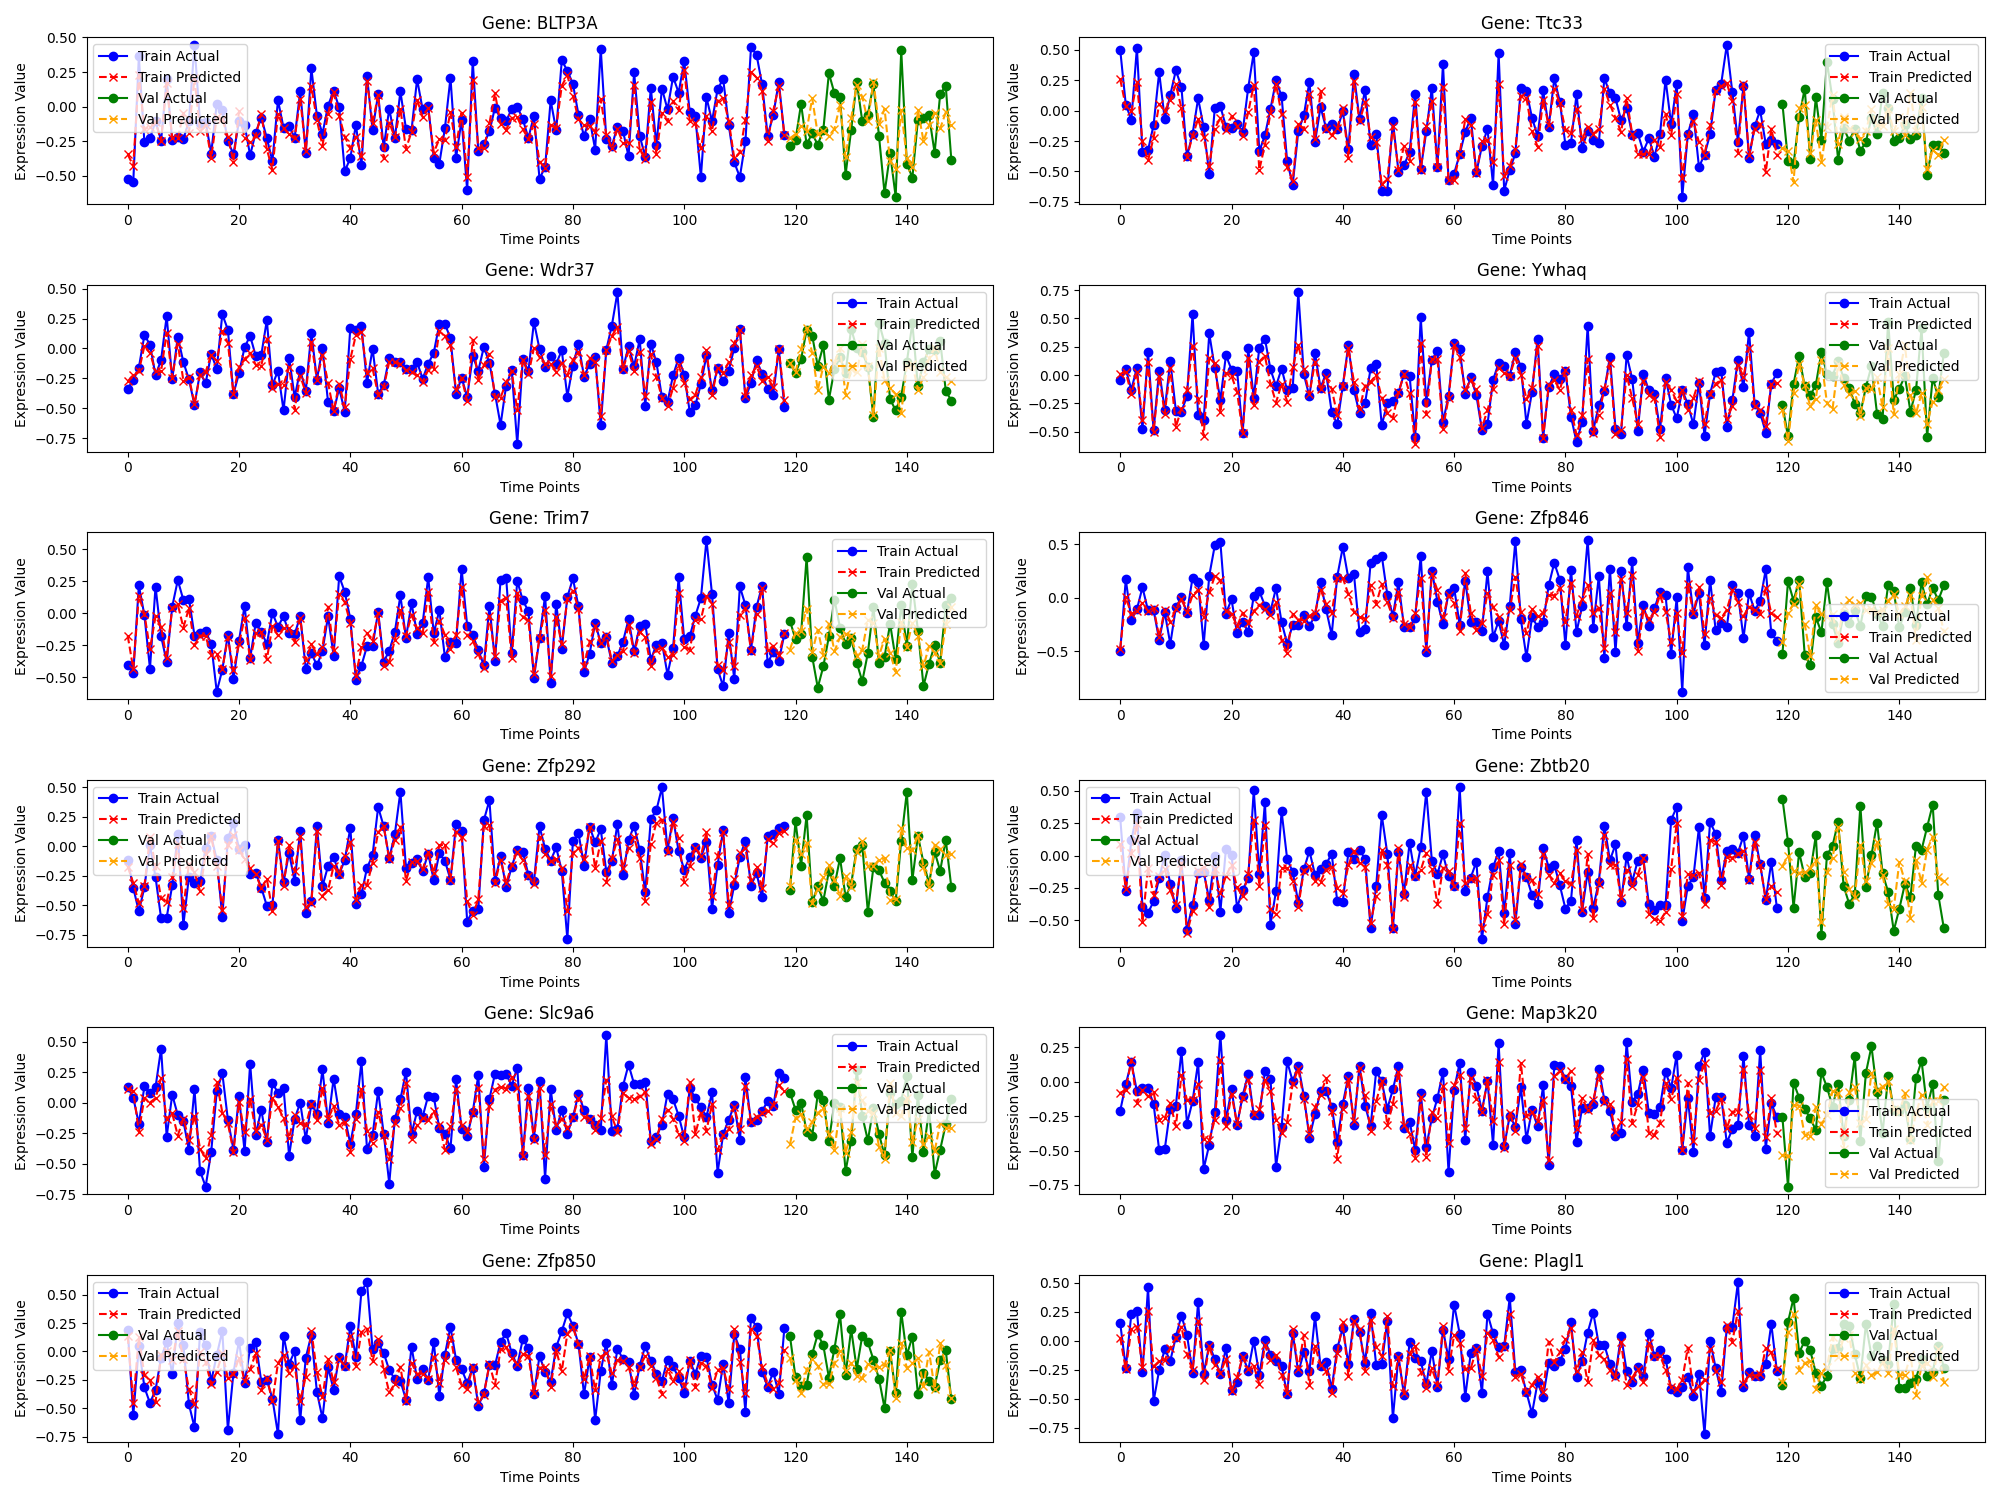 Gene: BLTP3A
Expression Value
0.50
0.25
0.00
−0.25
−0.50
Train Actual
Train Predicted
Val Actual
Val Predicted
0 20 40 60 80 100 120 140
Time Points
Gene: Ttc33
Expression Value
0.50
0.25
0.00
−0.25
−0.50
−0.75
Train Actual
Train Predicted
Val Actual
Val Predicted
0 20 40 60 80 100 120 140
Time Points
Gene: Wdr37
Expression Value
0.50
0.25
0.00
−0.25
−0.50
−0.75
Train Actual
Train Predicted
Val Actual
Val Predicted
0 20 40 60 80 100 120 140
Time Points
Gene: Ywhaq
Expression Value
0.75
0.50
0.25
0.00
−0.25
−0.50
Train Actual
Train Predicted
Val Actual
Val Predicted
0 20 40 60 80 100 120 140
Time Points
Gene: Trim7
Expression Value
0.50
0.25
0.00
−0.25
−0.50
Train Actual
Train Predicted
Val Actual
Val Predicted
0 20 40 60 80 100 120 140
Time Points
Gene: Zfp846
Expression Value
0.5
0.0
−0.5
Train Actual
Train Predicted
Val Actual
Val Predicted
0 20 40 60 80 100 120 140
Time Points
Gene: Zfp292
Expression Value
0.50
0.25
0.00
−0.25
−0.50
−0.75
Train Actual
Train Predicted
Val Actual
Val Predicted
0 20 40 60 80 100 120 140
Time Points
Gene: Zbtb20
Expression Value
0.50
0.25
0.00
−0.25
−0.50
Train Actual
Train Predicted
Val Actual
Val Predicted
0 20 40 60 80 100 120 140
Time Points
Gene: Slc9a6
Expression Value
0.50
0.25
0.00
−0.25
−0.50
−0.75
Train Actual
Train Predicted
Val Actual
Val Predicted
0 20 40 60 80 100 120 140
Time Points
Gene: Map3k20
Expression Value
0.25
0.00
−0.25
−0.50
−0.75
Train Actual
Train Predicted
Val Actual
Val Predicted
0 20 40 60 80 100 120 140
Time Points
Gene: Zfp850
Expression Value
0.50
0.25
0.00
−0.25
−0.50
−0.75
Train Actual
Train Predicted
Val Actual
Val Predicted
0 20 40 60 80 100 120 140
Time Points
Gene: Plagl1
Expression Value
0.50
0.25
0.00
−0.25
−0.50
−0.75
Train Actual
Train Predicted
Val Actual
Val Predicted
0 20 40 60 80 100 120 140
Time Points